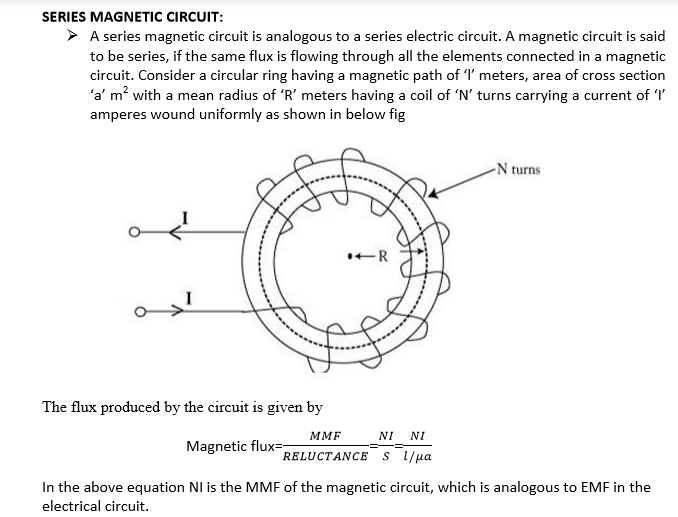 SERIES MAGNETIC CIRCUIT:
➢ A series magnetic circuit is analogous to a series electric circuit. A magnetic circuit is said
to be series, if the same flux is flowing through all the elements connected in a magnetic
circuit. Consider a circular ring having a magnetic path of ‘l’ meters, area of cross section
‘a’ m² with a mean radius of ‘R’ meters having a coil of ‘N’ turns carrying a current of ‘I’
amperes wound uniformly as shown in below fig
N turns
I
R
I
The flux produced by the circuit is given by
Magnetic flux=MMF/RELUCTANCE=NI/S=NI/(l/μa)
In the above equation NI is the MMF of the magnetic circuit, which is analogous to EMF in the
electrical circuit.